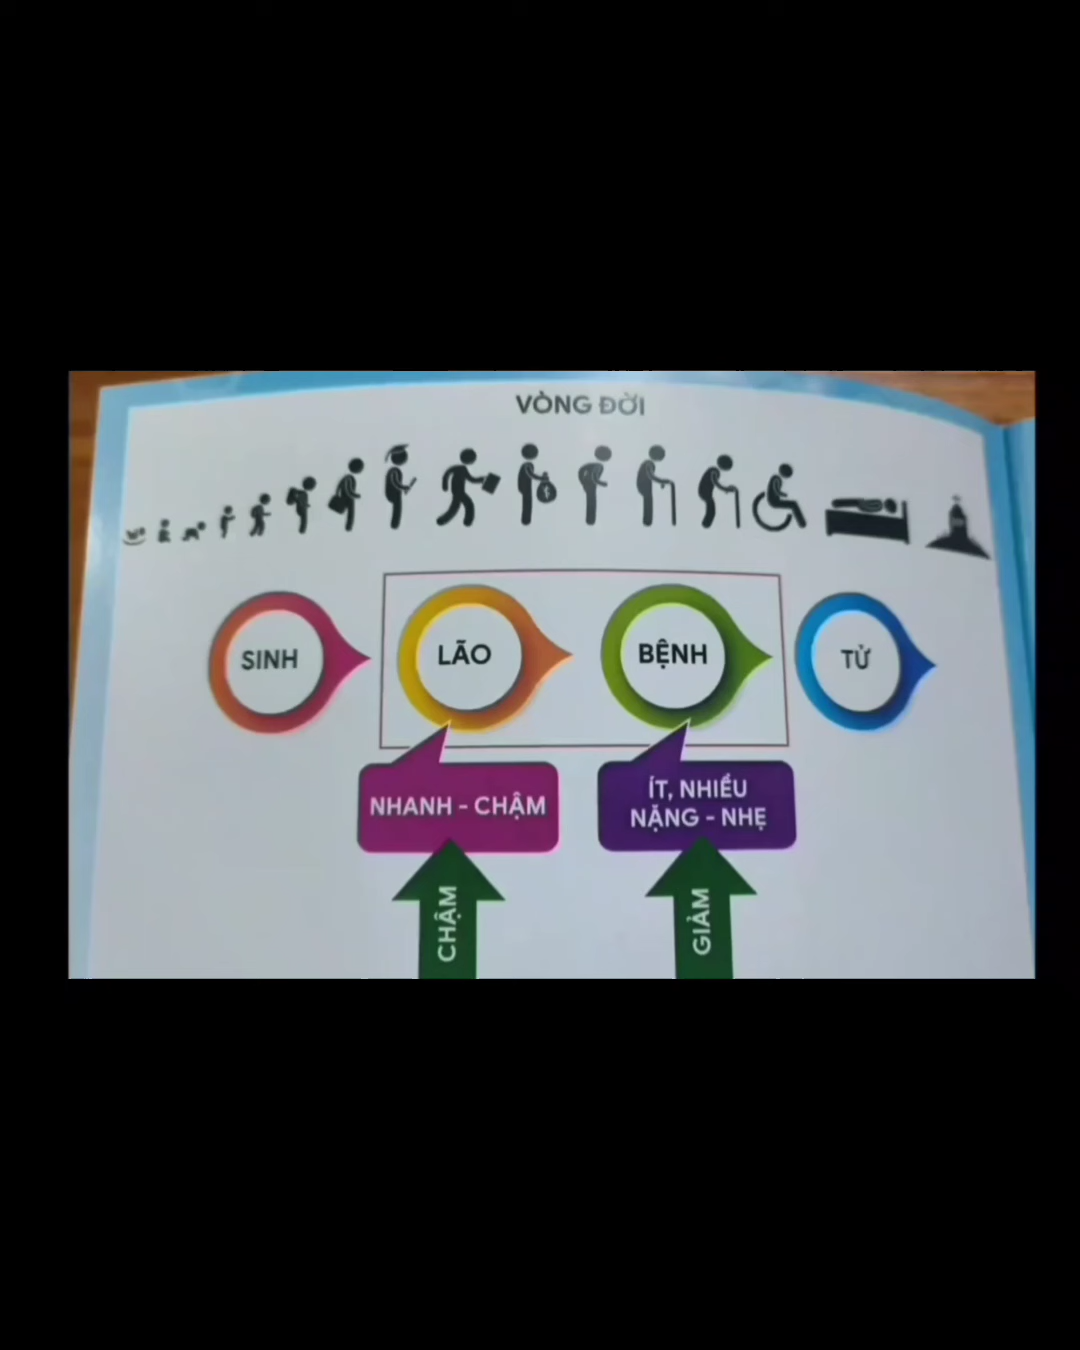 VÒNG ĐỜI
SINH
LÃO
BỆNH
TỬ
NHANH - CHẬM
ÍT, NHIỀU
NẶNG - NHẸ
CHẬM
GIẢM